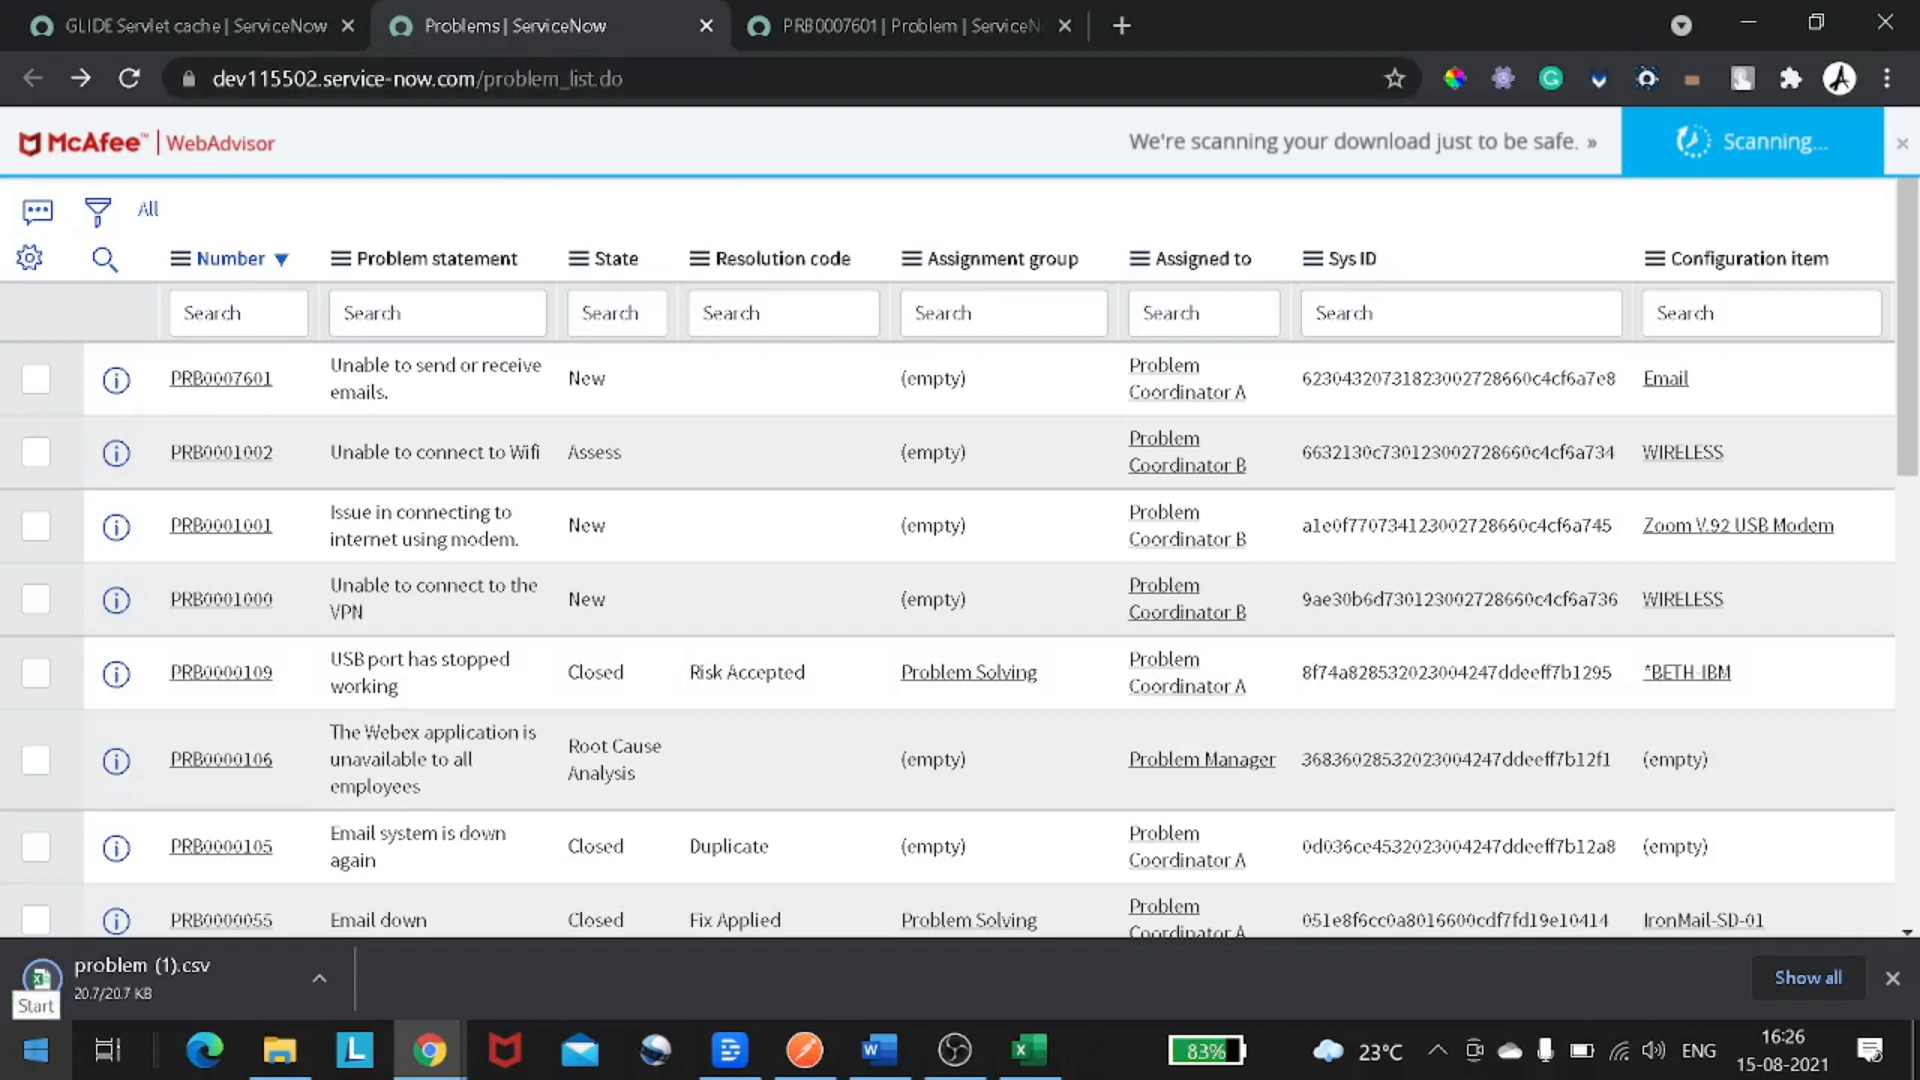 GLIDE Servlet cache | ServiceNow
Problems | ServiceNow
PRB0007601 | Problem | ServiceN
dev115502.service-now.com/problem_list.do
McAfee™ | WebAdvisor
We're scanning your download just to be safe. »
Scanning...
All
Number
Problem statement
State
Resolution code
Assignment group
Assigned to
Sys ID
Configuration item
Search
Search
Search
Search
Search
Search
Search
Search
PRB0007601
Unable to send or receive
emails.
New
(empty)
Problem
Coordinator A
62304320731823002728660c4cf6a7e8
Email
PRB0001002
Unable to connect to Wifi
Assess
(empty)
Problem
Coordinator B
6632130c730123002728660c4cf6a734
WIRELESS
PRB0001001
Issue in connecting to
internet using modem.
New
(empty)
Problem
Coordinator B
a1e0f770734123002728660c4cf6a745
Zoom V.92 USB Modem
PRB0001000
Unable to connect to the
VPN
New
(empty)
Problem
Coordinator B
9ae30b6d730123002728660c4cf6a736
WIRELESS
PRB0000109
USB port has stopped
working
Closed
Risk Accepted
Problem Solving
Problem
Coordinator A
8f74a828532023004247ddeeff7b1295
*BETH-IBM
PRB0000106
The Webex application is
unavailable to all
employees
Root Cause
Analysis
(empty)
Problem Manager
36836028532023004247ddeeff7b12f1
(empty)
PRB0000105
Email system is down
again
Closed
Duplicate
(empty)
Problem
Coordinator A
0d036ce4532023004247ddeeff7b12a8
(empty)
PRB0000055
Email down
Closed
Fix Applied
Problem Solving
Problem
Coordinator A
051e8f6cc0a8016600cdf7fd19e10414
IronMail-SD-01
problem (1).csv
20.7/20.7 KB
Start
Show all
83%
23°C
ENG
16:26
15-08-2021